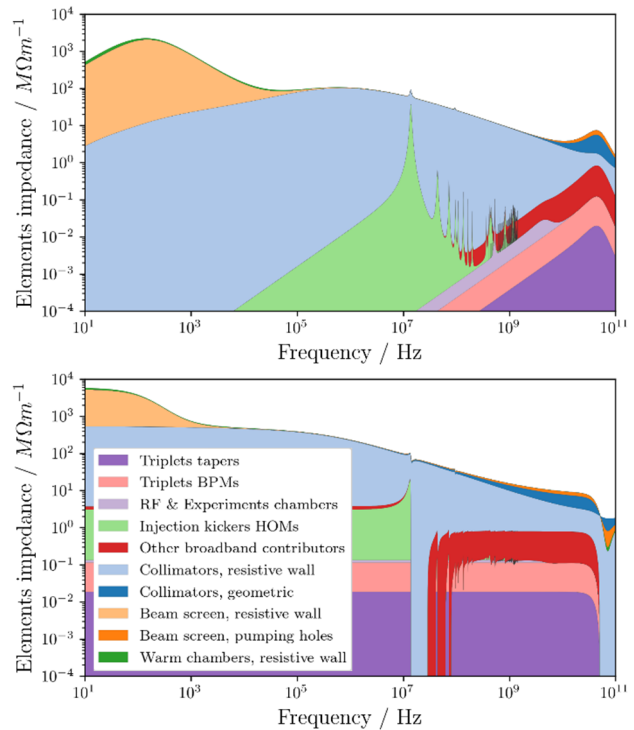 10^4
10^3
10^2
10^1
10^0
10^-1
10^-2
10^-3
10^-4
Elements impedance / MΩm^-1
10^1 10^3 10^5 10^7 10^9 10^11
Frequency / Hz
10^4
10^3
10^2
10^1
10^0
10^-1
10^-2
10^-3
10^-4
Elements impedance / MΩm^-1
Triplets tapers
Triplets BPMs
RF & Experiments chambers
Injection kickers HOMs
Other broadband contributors
Collimators, resistive wall
Collimators, geometric
Beam screen, resistive wall
Beam screen, pumping holes
Warm chambers, resistive wall
10^1 10^3 10^5 10^7 10^9 10^11
Frequency / Hz